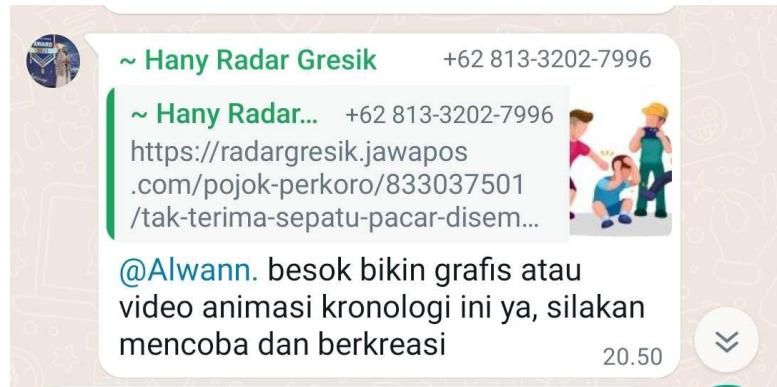 ~ Hany Radar Gresik +62 813-3202-7996
~ Hany Radar... +62 813-3202-7996
https://radargresik.jawapos
.com/pojok-perkoro/833037501
/tak-terima-sepatu-pacar-disem...
@Alwann. besok bikin grafis atau
video animasi kronologi ini ya, silakan
mencoba dan berkreasi
20.50